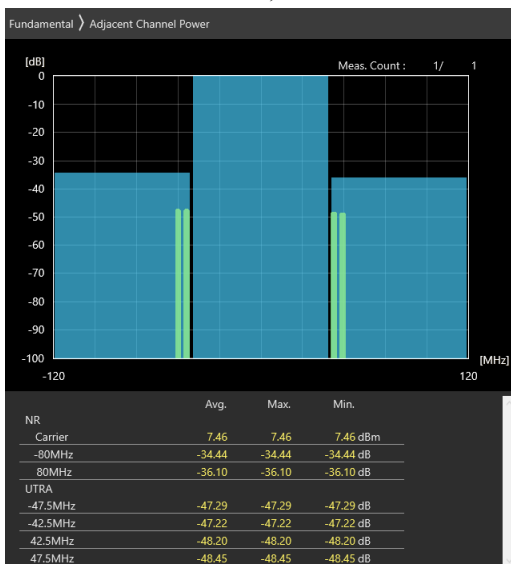 Fundamental 〉 Adjacent Channel Power
[dB] Meas. Count : 1/ 1
0
-10
-20
-30
-40
-50
-60
-70
-80
-90
-100
[MHz]
-120 120
Avg. Max. Min.
NR
Carrier 7.46 7.46 7.46 dBm
-80MHz -34.44 -34.44 -34.44 dB
80MHz -36.10 -36.10 -36.10 dB
UTRA
-47.5MHz -47.29 -47.29 -47.29 dB
-42.5MHz -47.22 -47.22 -47.22 dB
42.5MHz -48.20 -48.20 -48.20 dB
47.5MHz -48.45 -48.45 -48.45 dB